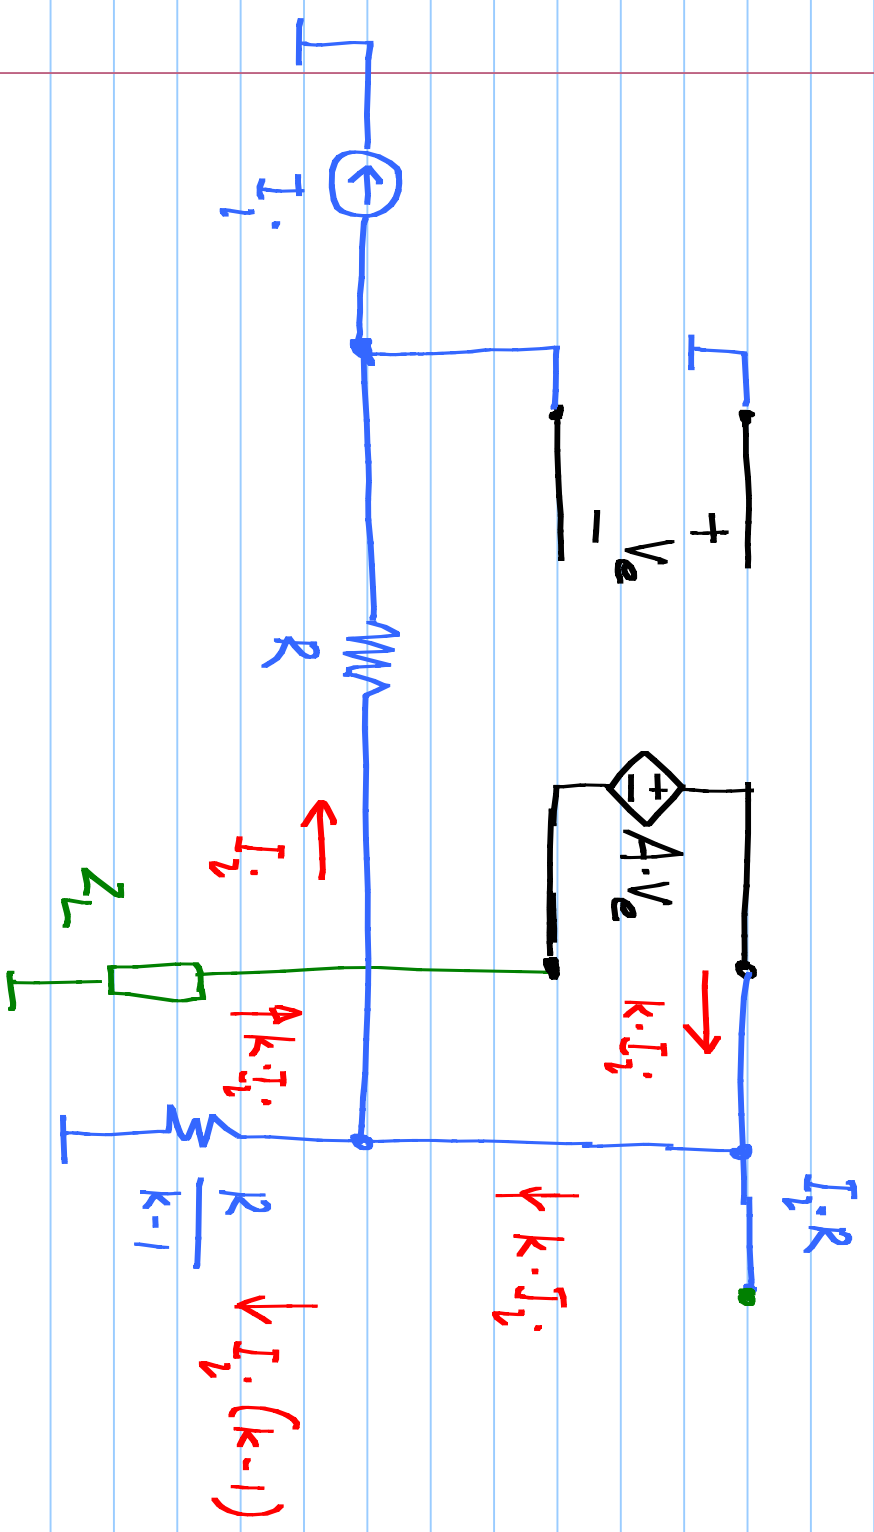 Iᵢ R
+
Vₑ
−
+
−
A·Vₑ
k·Iᵢ
k·Iᵢ
Iᵢ
R
Iᵢ
k·Iᵢ
R
k-1
Iᵢ (k-1)
Z_L